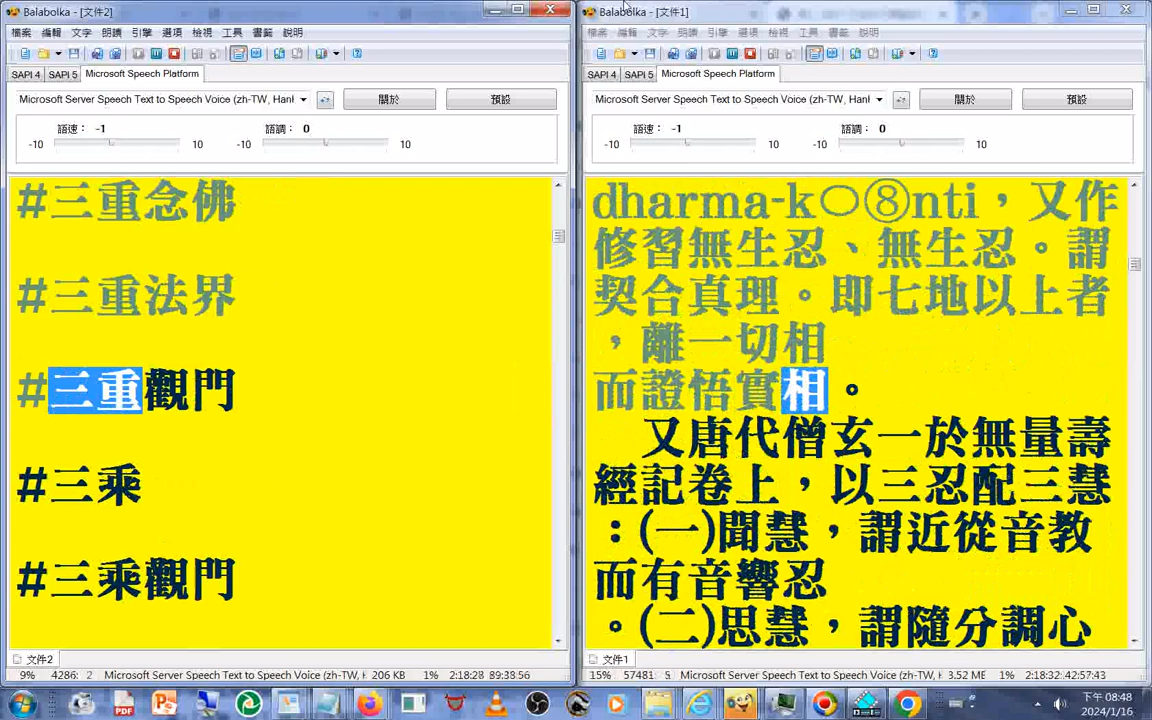 Balabolka - [文件2]
檔案 編輯 文字 朗讀 引擎 選項 檢視 工具 書籤 說明
SAPI 4 SAPI 5 Microsoft Speech Platform
Microsoft Server Speech Text to Speech Voice (zh-TW, Hanl
關於 預設
語速: -1 語調: 0
-10 10 -10 10
#三重念佛
#三重法界
#三重觀門
#三乘
#三乘觀門
文件2
9% 4286: 2 Microsoft Server Speech Text to Speech Voice (zh-TW, H 206 KB 1% 2:18:28 89:38:56
Balabolka - [文件1]
檔案 編輯 文字 朗讀 引擎 選項 檢視 工具 書籤 說明
SAPI 4 SAPI 5 Microsoft Speech Platform
Microsoft Server Speech Text to Speech Voice (zh-TW, Hanl
關於 預設
語速: -1 語調: 0
-10 10 -10 10
dharma-k○⑧nti，又作
修習無生忍、無生忍。謂
契合真理。即七地以上者
，離一切相
而證悟實相。
又唐代僧玄一於無量壽
經記卷上，以三忍配三慧
：(一)聞慧，謂近從音教
而有音響忍
。(二)思慧，謂隨分調心
文件1
15% 57481: Microsoft Server Speech Text to Speech Voice (zh-TW, H 3.52 MB 1% 2:18:32:42:57:43
下午 08:48
2024/1/16